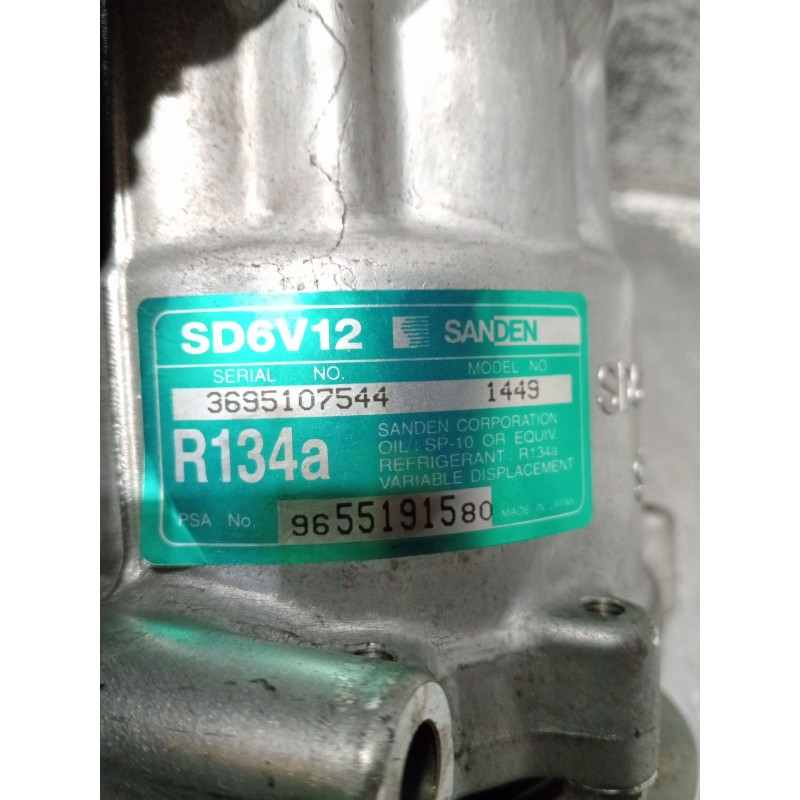 SD6V12 SANDEN
SERIAL NO. MODEL NO.
3695107544 1449
R134a
SANDEN CORPORATION
OIL : SP-10 OR EQUIV.
REFRIGERANT : R134a
VARIABLE DISPLACEMENT
PSA No. 9655191580 MADE IN JAPAN